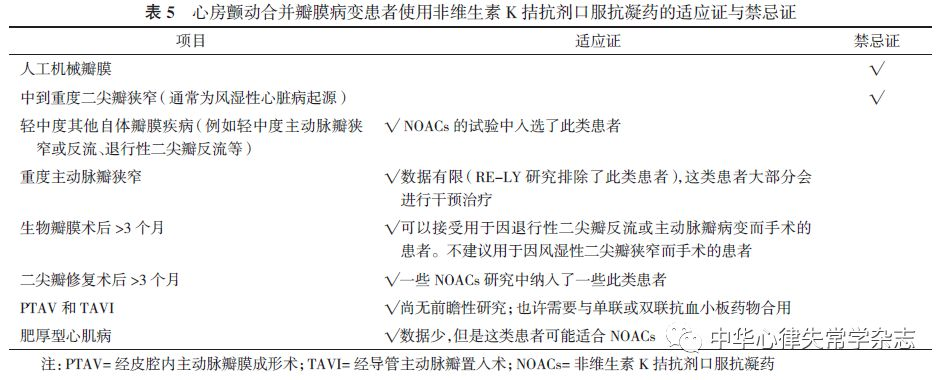 表 5 心房颤动合并瓣膜病变患者使用非维生素 K 拮抗剂口服抗凝药的适应证与禁忌证
项目 适应证 禁忌证
人工机械瓣膜 √
中到重度二尖瓣狭窄(通常为风湿性心脏病起源) √
轻中度其他自体瓣膜疾病(例如轻中度主动脉瓣狭 √ NOACs 的试验中入选了此类患者
窄或反流、退行性二尖瓣反流等)
重度主动脉瓣狭窄 √数据有限(RE-LY 研究排除了此类患者),这类患者大部分会
进行干预治疗
生物瓣膜术后 >3 个月 √可以接受用于因退行性二尖瓣反流或主动脉瓣病变而手术的
患者。不建议用于因风湿性二尖瓣狭窄而手术的患者
二尖瓣修复术后 >3 个月 √一些 NOACs 研究中纳入了一些此类患者
PTAV 和 TAVI √尚无前瞻性研究;也许需要与单联或双联抗血小板药物合用
肥厚型心肌病 √数据少,但是这类患者可能适合 NOACs
中华心律失常学杂志
注:PTAV= 经皮腔内主动脉瓣膜成形术;TAVI= 经导管主动脉瓣置入术;NOACs= 非维生素 K 拮抗剂口服抗凝药